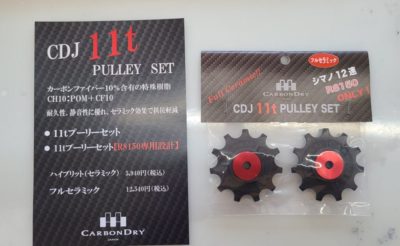 CDJ 11t
PULLEY SET
カーボンファイバー10%含有の特殊樹脂
CH10:POM+CF10
耐久性、静音性に優れ、セラミック効果で抵抗軽減
●11tプーリーセット
●11tプーリーセット【R8150専用設計】
ハイブリット(セラミック) 5,940円(税込)
フルセラミック 12,540円(税込)
CARBONDRY
JAPAN
フルセラミック
Full Ceramic!!
シマノ12速
R8150
ONLY!
CARBONDRY
CDJ 11t PULLEY SET